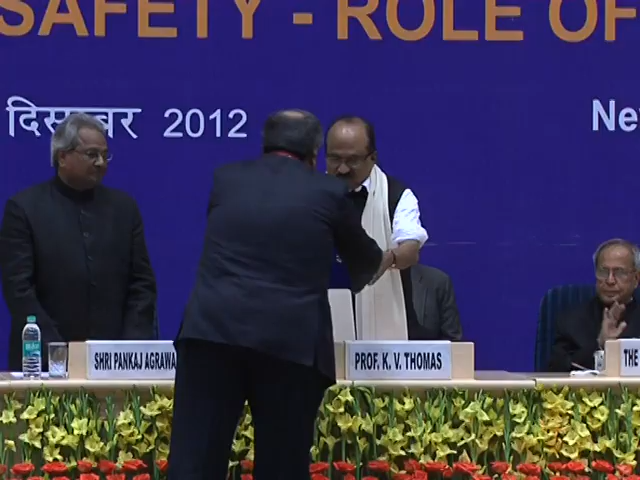 SAFETY - ROLE OF
दिसम्बर 2012
Ne
SHRI PANKAJ AGRAWA
PROF. K. V. THOMAS
THE